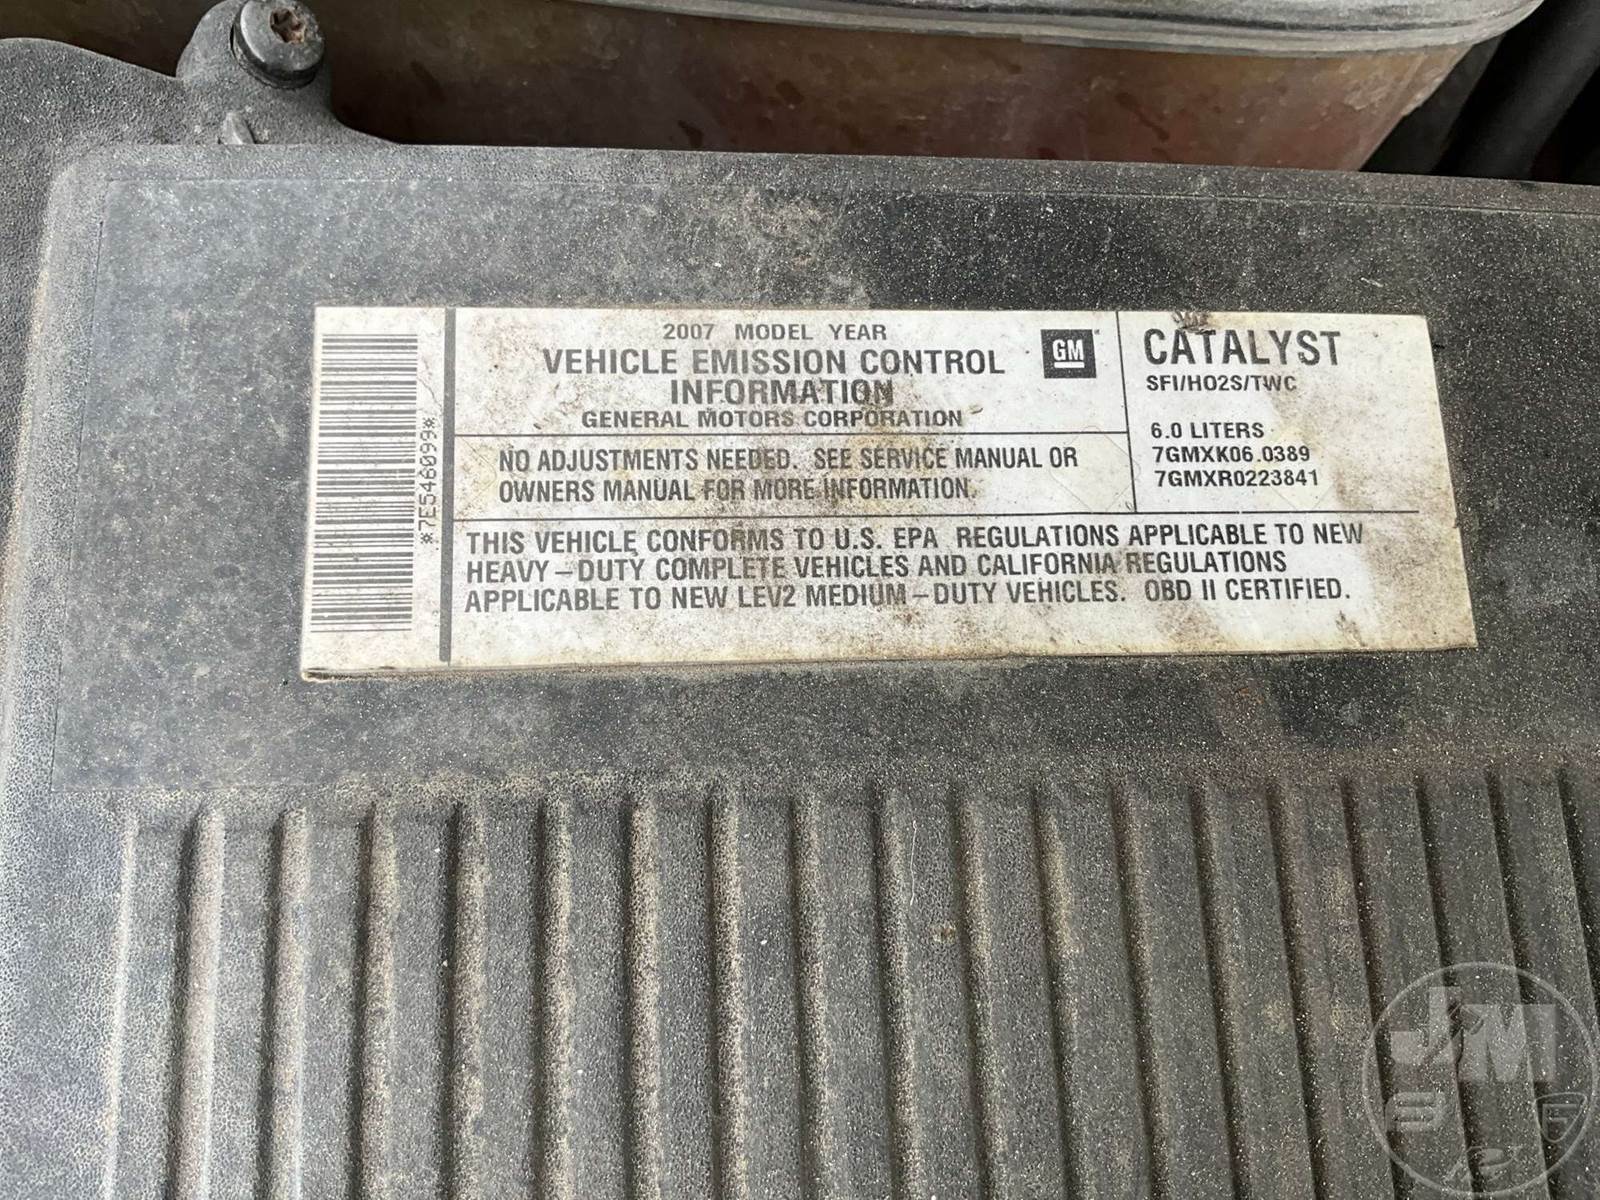 *7E546099*
2007 MODEL YEAR
VEHICLE EMISSION CONTROL
INFORMATION
GENERAL MOTORS CORPORATION
GM
NO ADJUSTMENTS NEEDED. SEE SERVICE MANUAL OR
OWNERS MANUAL FOR MORE INFORMATION.
CATALYST
SFI/HO2S/TWC
6.0 LITERS
7GMXK06.0389
7GMXR0223841
THIS VEHICLE CONFORMS TO U.S. EPA REGULATIONS APPLICABLE TO NEW
HEAVY-DUTY COMPLETE VEHICLES AND CALIFORNIA REGULATIONS
APPLICABLE TO NEW LEV2 MEDIUM-DUTY VEHICLES. OBD II CERTIFIED.
JM